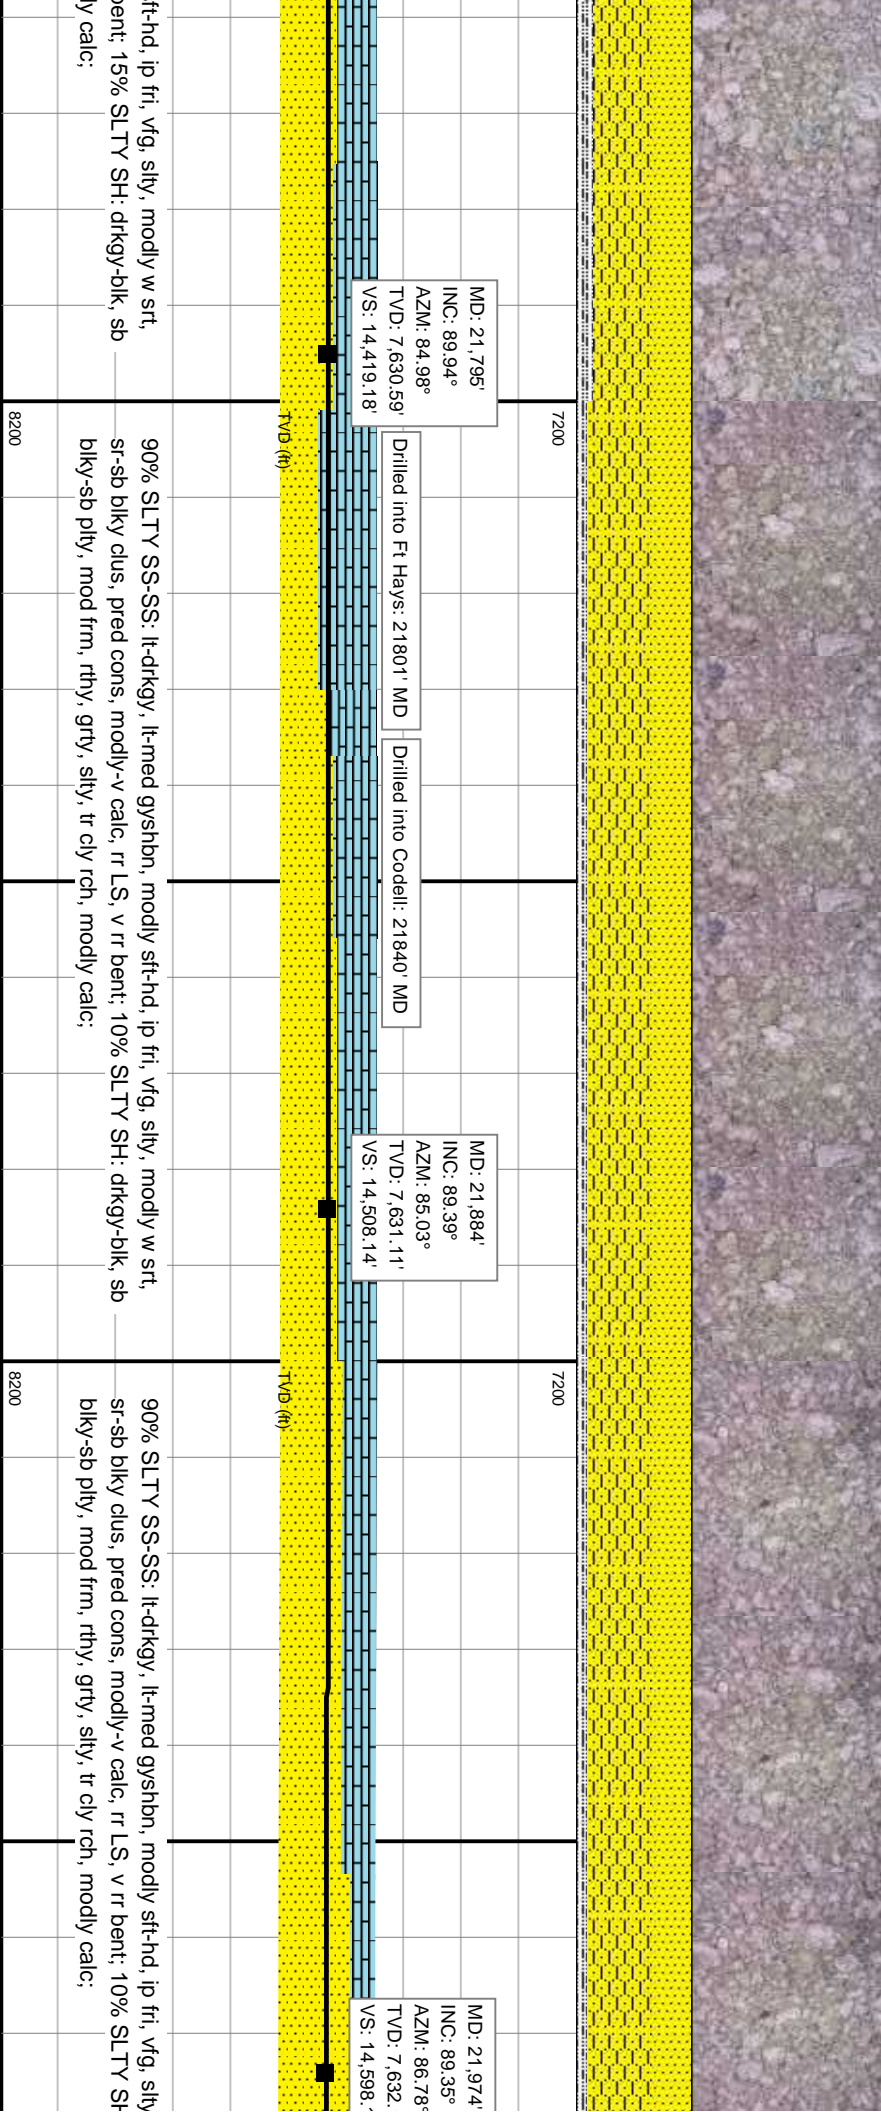 ft-hd, ip fri, vfg, slty, modly w srt,
bent; 15% SLTY SH: drkgy-blk, sb
ly calc;
MD: 21,795'
INC: 89.94°
AZM: 84.98°
TVD: 7,630.59'
VS: 14,419.18'
7200
TVD (ft)
8200
Drilled into Ft Hays: 21801' MD
Drilled into Codell: 21840' MD
90% SLTY SS-SS: lt-drkgy, lt-med gyshbn, modly sft-hd, ip fri, vfg, slty, modly w srt,
sr-sb blky clus, pred cons, modly-v calc, rr LS, v rr bent; 10% SLTY SH: drkgy-blk, sb
blky-sb plty, mod frm, rthy, grty, slty, tr cly rch, modly calc;
MD: 21,884'
INC: 89.39°
AZM: 85.03°
TVD: 7,631.11'
VS: 14,508.14'
7200
TVD (ft)
8200
90% SLTY SS-SS: lt-drkgy, lt-med gyshbn, modly sft-hd, ip fri, vfg, slty
sr-sb blky clus, pred cons, modly-v calc, rr LS, v rr bent; 10% SLTY SH
blky-sb plty, mod frm, rthy, grty, slty, tr cly rch, modly calc;
MD: 21,974'
INC: 89.35°
AZM: 86.78°
TVD: 7,632.
VS: 14,598.